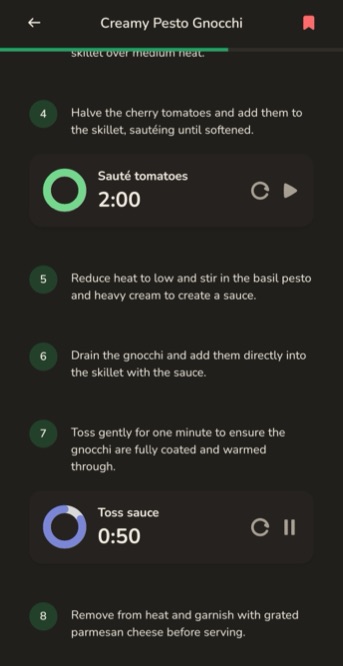 Creamy Pesto Gnocchi
skillet over medium heat.
4
Halve the cherry tomatoes and add them to
the skillet, sautéing until softened.
Sauté tomatoes
2:00
5
Reduce heat to low and stir in the basil pesto
and heavy cream to create a sauce.
6
Drain the gnocchi and add them directly into
the skillet with the sauce.
7
Toss gently for one minute to ensure the
gnocchi are fully coated and warmed
through.
Toss sauce
0:50
8
Remove from heat and garnish with grated
parmesan cheese before serving.